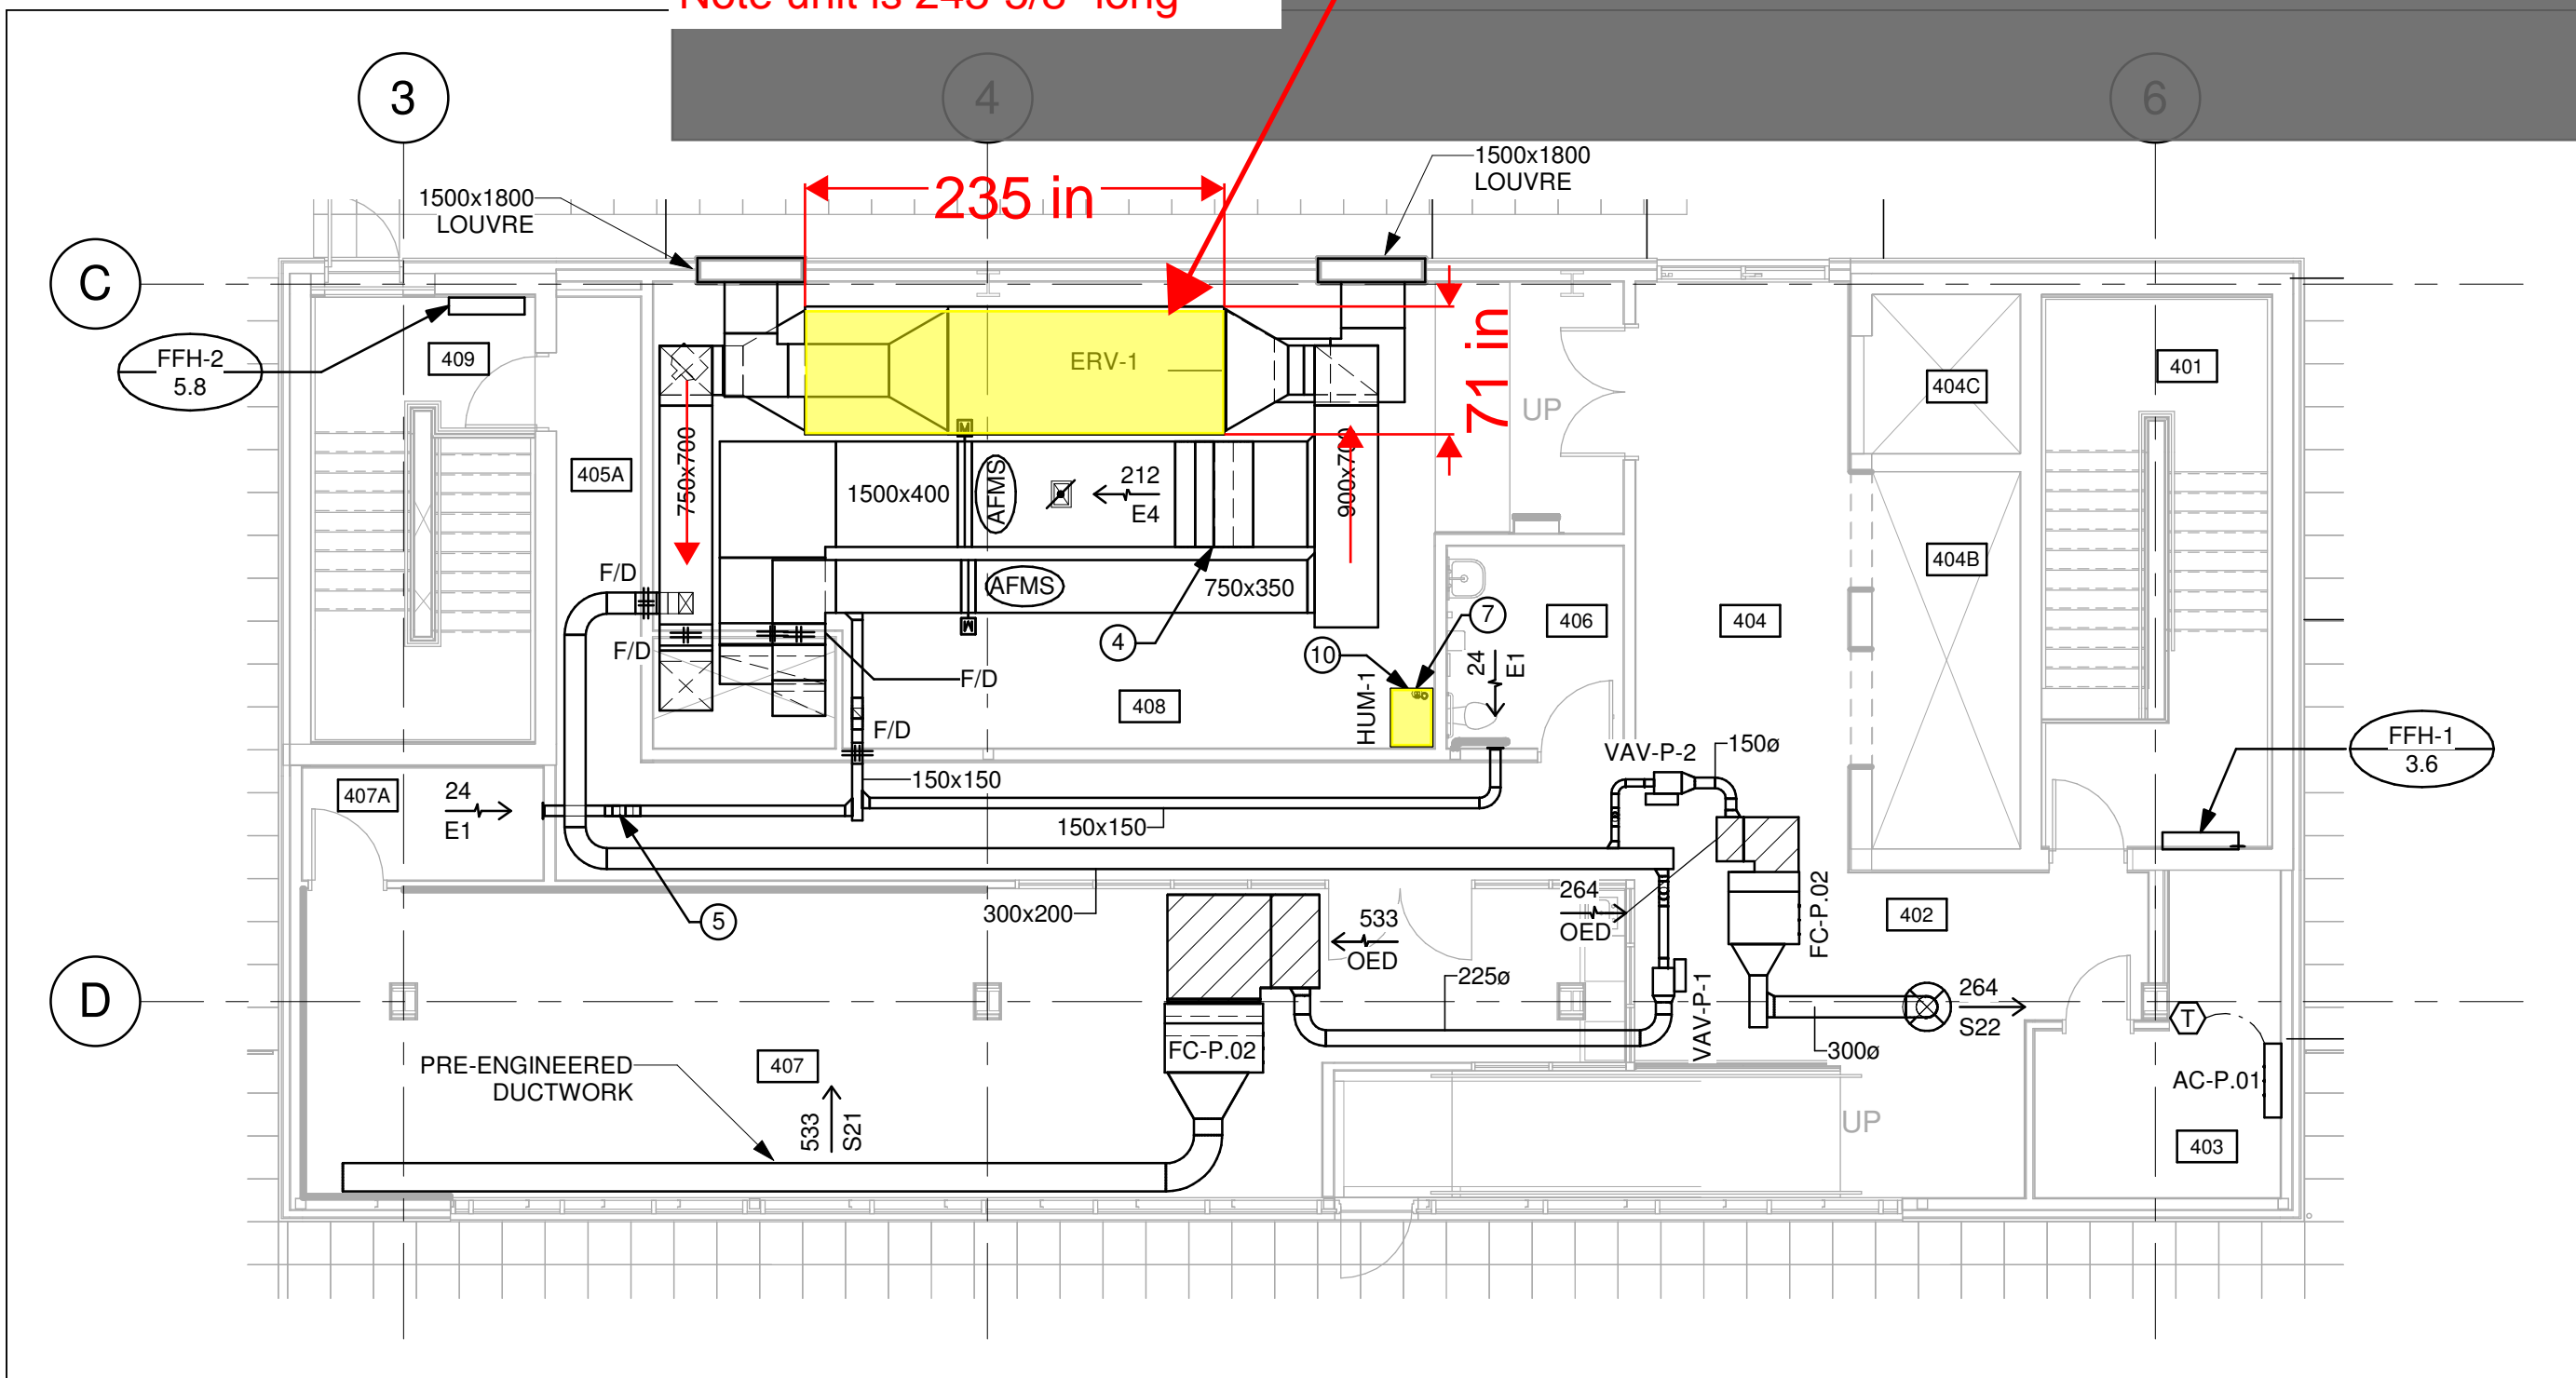 Note unit is 243 5/8" long
3
4
6
1500x1800
LOUVRE
235 in
1500x1800
LOUVRE
C
FFH-2
5.8
409
ERV-1
71 in
UP
404C
401
405A
750x700
1500x400
AFMS
212
E4
900x700
404B
F/D
AFMS
750x350
7
406
404
4
F/D
10
24
E1
F/D
HUM-1
408
F/D
VAV-P-2
150ø
FFH-1
3.6
407A
24
E1
150x150
150x150
5
300x200
264
OED
533
OED
FC-P.02
402
D
225ø
VAV-P-1
264
S22
T
300ø
PRE-ENGINEERED
DUCTWORK
407
533
S21
FC-P.02
UP
AC-P.01
403
M
M